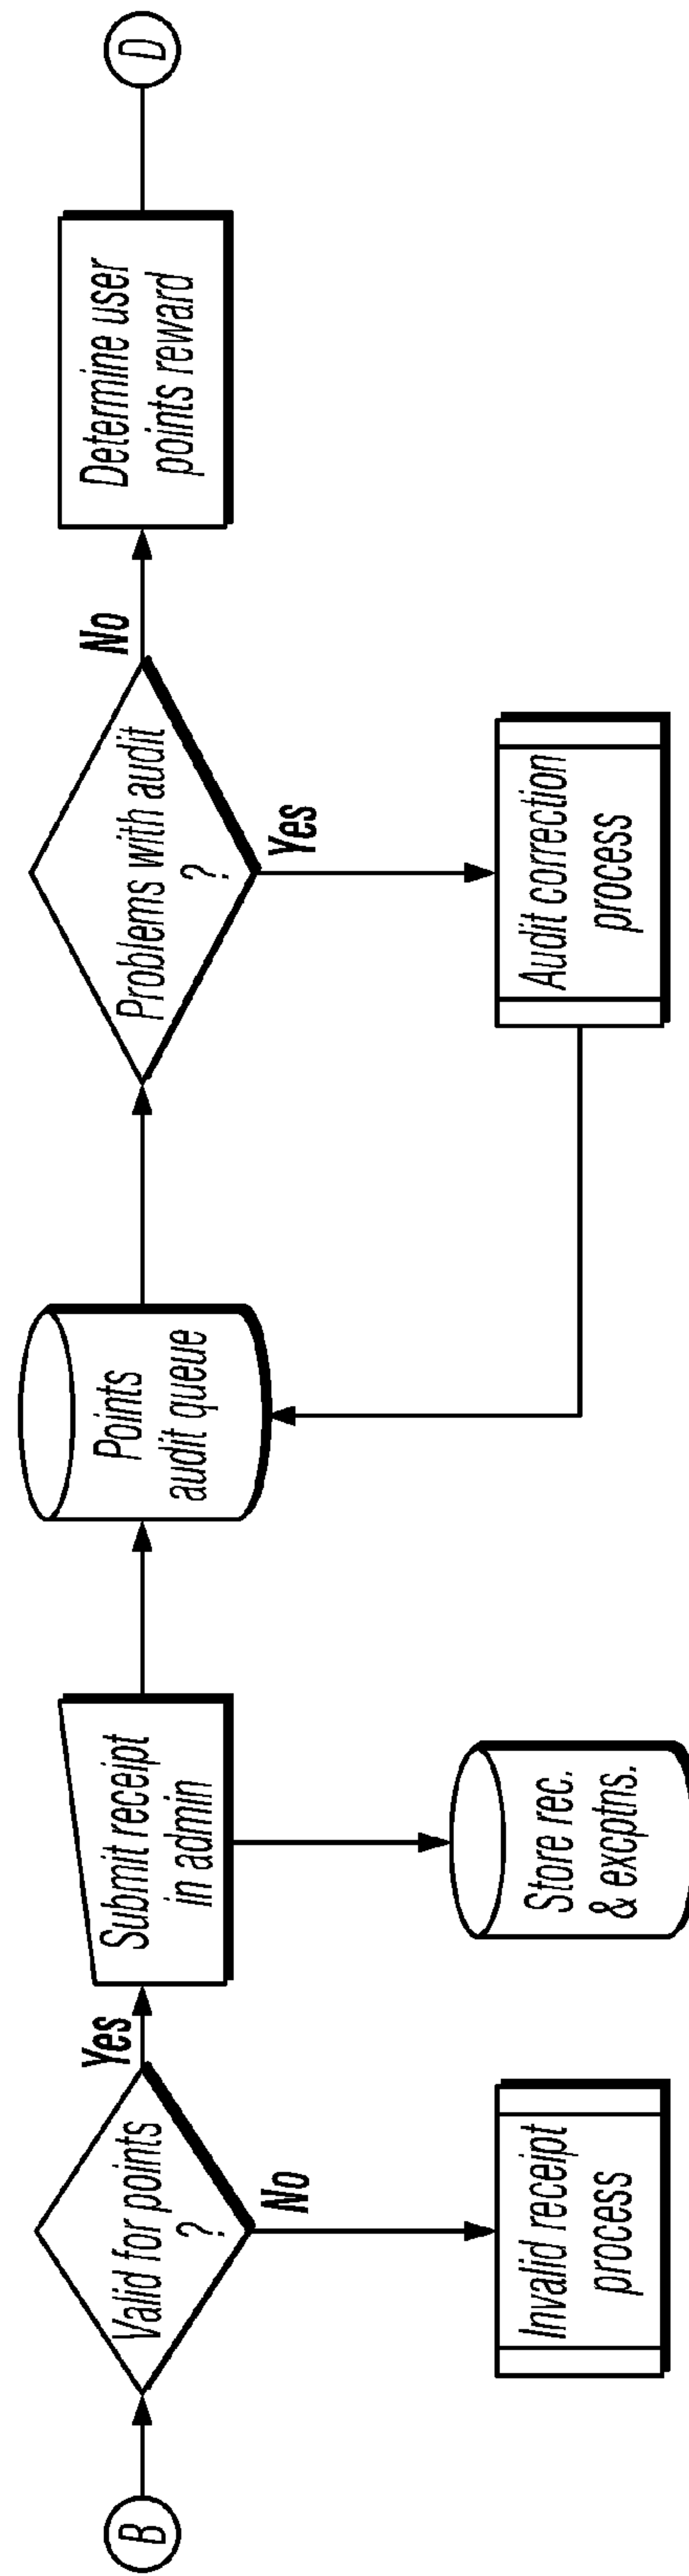 B
Valid for points
?
Yes
No
Invalid receipt
process
Submit receipt
in admin
Store rec.
& excptns.
Points
audit queue
Problems with audit
?
No
Yes
Audit correction
process
Determine user
points reward
D